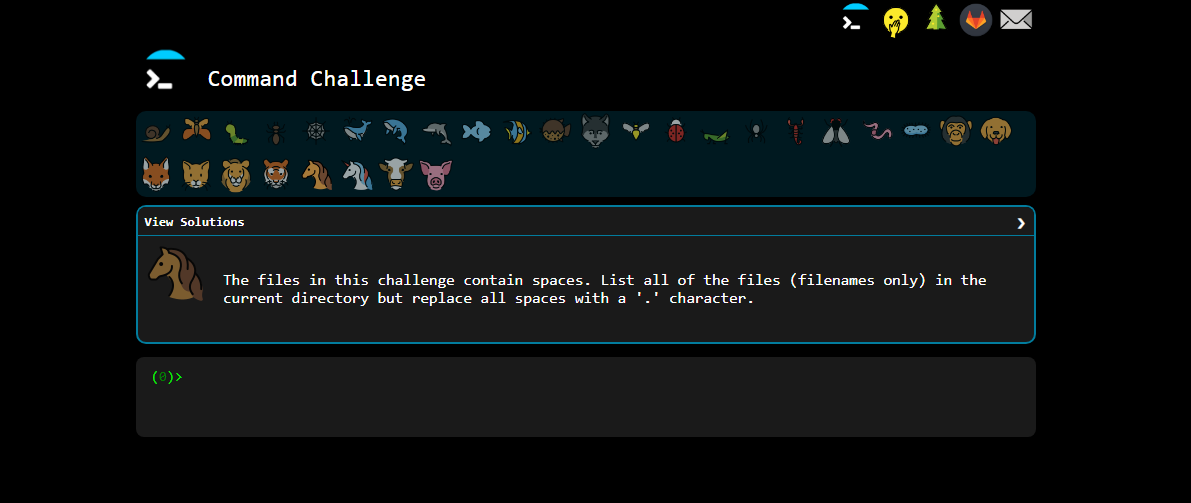 Command Challenge
View Solutions
The files in this challenge contain spaces. List all of the files (filenames only) in the
current directory but replace all spaces with a '.' character.
(0)>